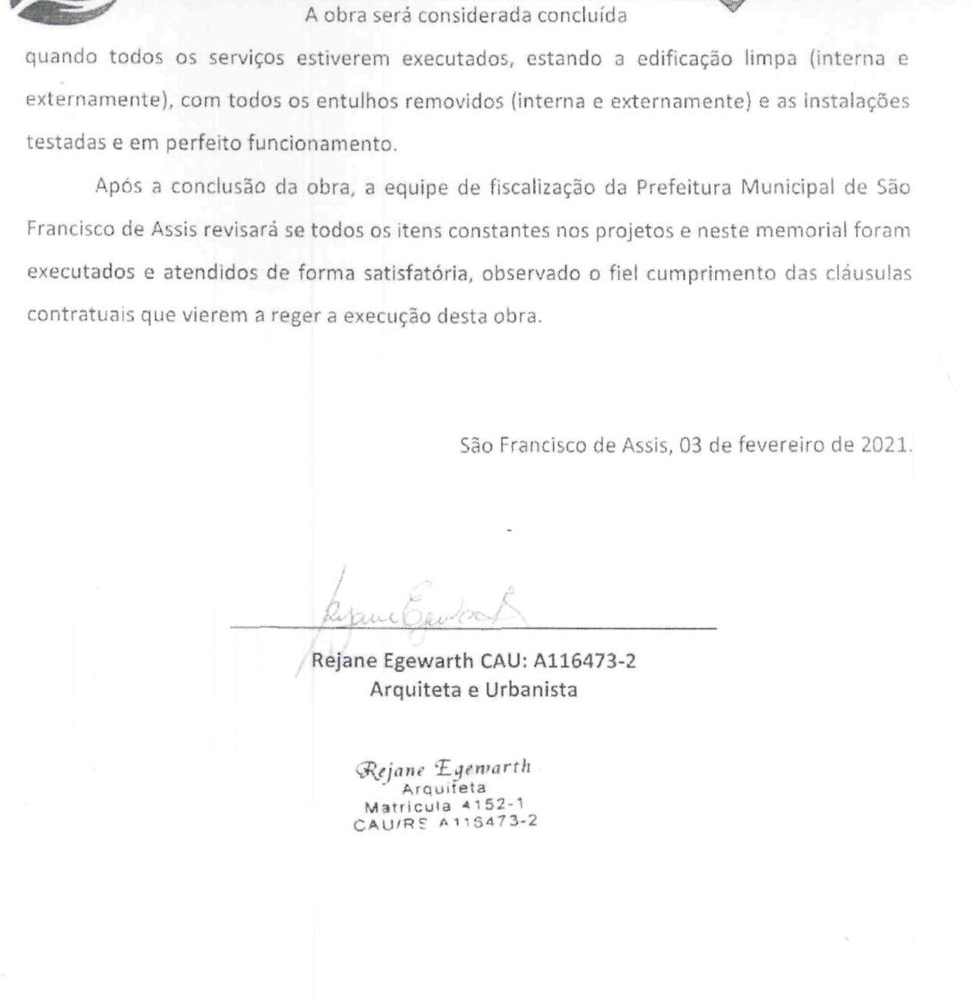 A obra será considerada concluída
quando todos os serviços estiverem executados, estando a edificação limpa (interna e
externamente), com todos os entulhos removidos (interna e externamente) e as instalações
testadas e em perfeito funcionamento.
Após a conclusão da obra, a equipe de fiscalização da Prefeitura Municipal de São
Francisco de Assis revisará se todos os itens constantes nos projetos e neste memorial foram
executados e atendidos de forma satisfatória, observado o fiel cumprimento das cláusulas
contratuais que vierem a reger a execução desta obra.
São Francisco de Assis, 03 de fevereiro de 2021.
Rejane Egewarth
Rejane Egewarth CAU: A116473-2
Arquiteta e Urbanista
Rejane Egewarth
Arquiteta
Matricula 4152-1
CAU/RS A116473-2